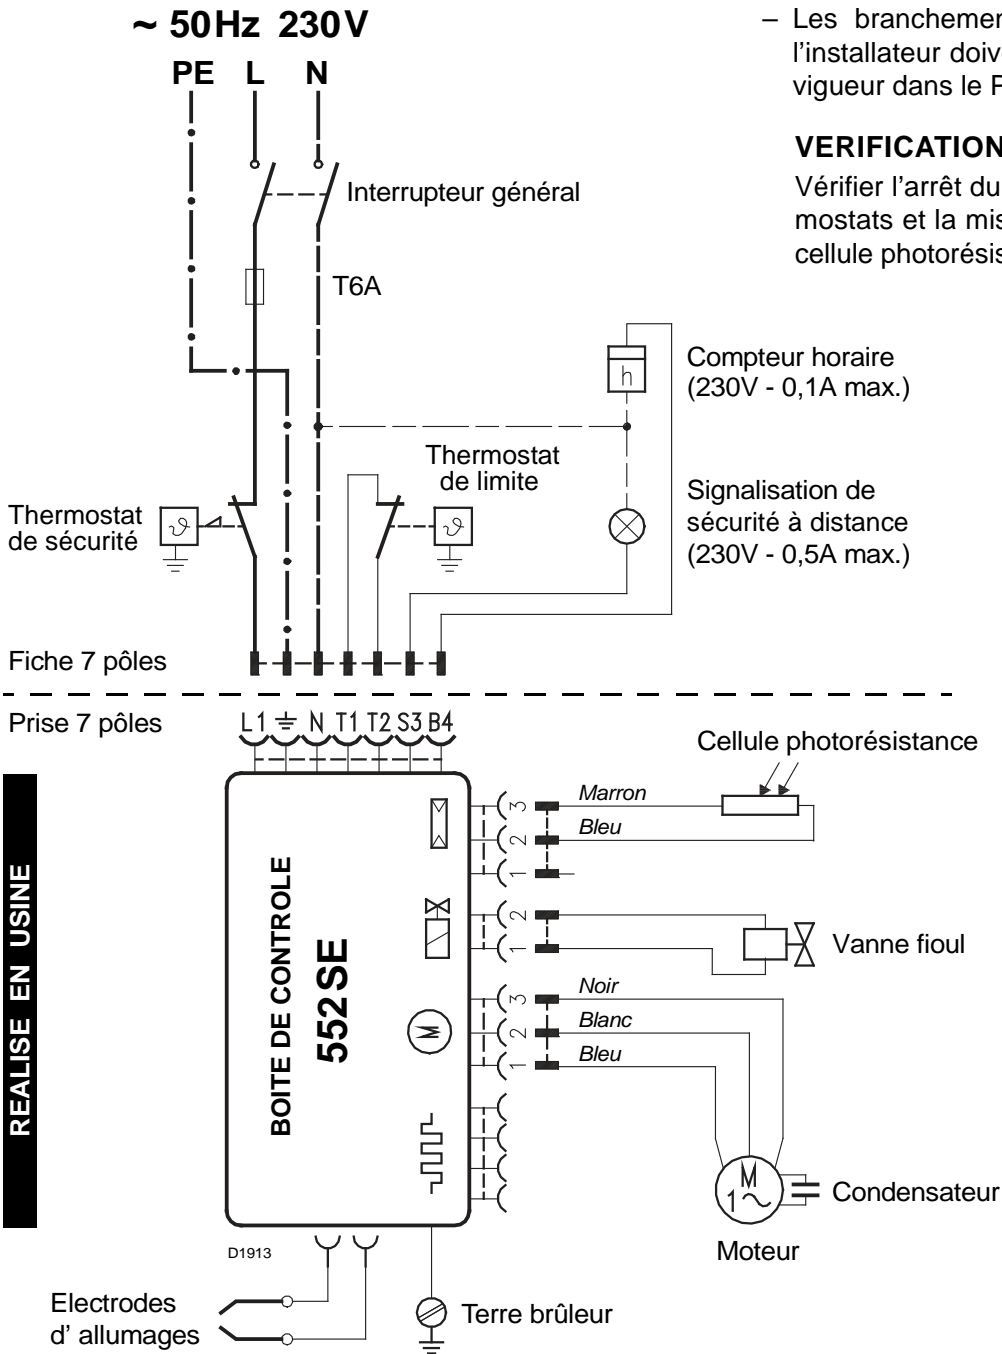 ~ 50Hz 230V
PE L N
Interrupteur général
T6A
– Les branchemen
l'installateur doiv
vigueur dans le P
VERIFICATION
Vérifier l'arrêt du
mostats et la mis
cellule photorésis
h
Compteur horaire
(230V - 0,1A max.)
Thermostat
de limite
Signalisation de
sécurité à distance
(230V - 0,5A max.)
Thermostat
de sécurité
ϑ
ϑ
Fiche 7 pôles
Prise 7 pôles
L1 N T1 T2 S3 B4
Cellule photorésistance
3 Marron
2 Bleu
1
2
1
Vanne fioul
3 Noir
2 Blanc
1 Bleu
M
BOITE DE CONTROLE
552SE
REALISE EN USINE
M
1~
Condensateur
Moteur
D1913
Electrodes
d' allumages
Terre brûleur